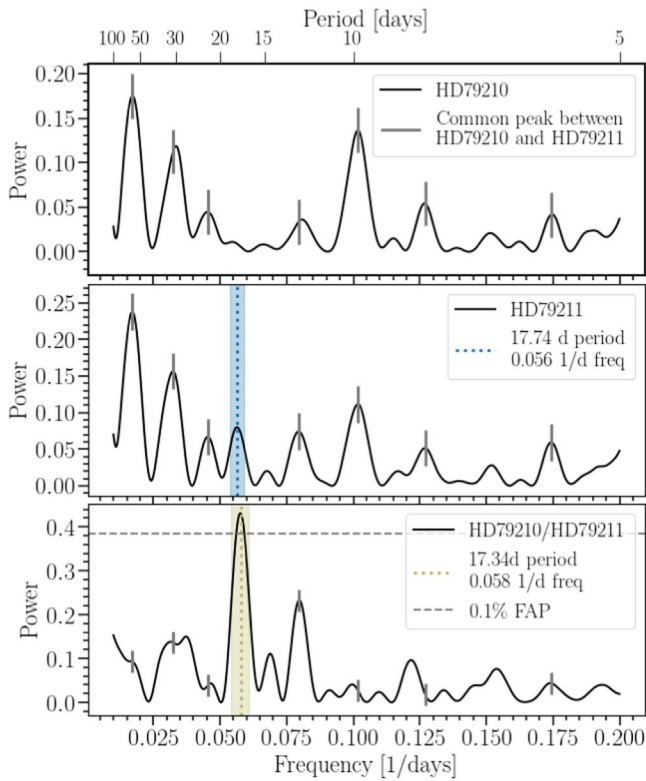 Period [days]
100 50 30 20 15 10 5
0.20
0.15
0.10
0.05
0.00
Power
HD79210
Common peak between
HD79210 and HD79211
0.25
0.20
0.15
0.10
0.05
0.00
Power
HD79211
17.74 d period
0.056 1/d freq
0.4
0.3
0.2
0.1
0.0
Power
HD79210/HD79211
17.34d period
0.058 1/d freq
0.1% FAP
0.025 0.050 0.075 0.100 0.125 0.150 0.175 0.200
Frequency [1/days]